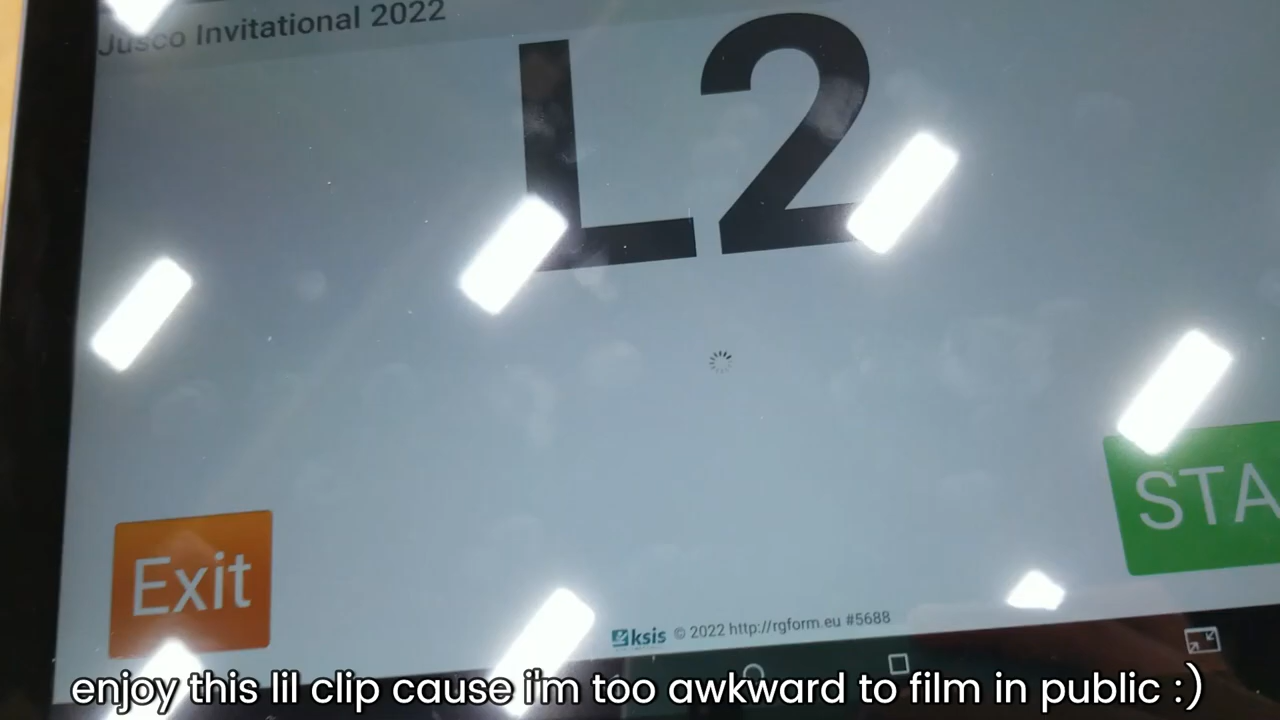 Jusco Invitational 2022
L2
Exit
STA
ksis © 2022 http://rgform.eu #5688
enjoy this lil clip cause i'm too awkward to film in public :)